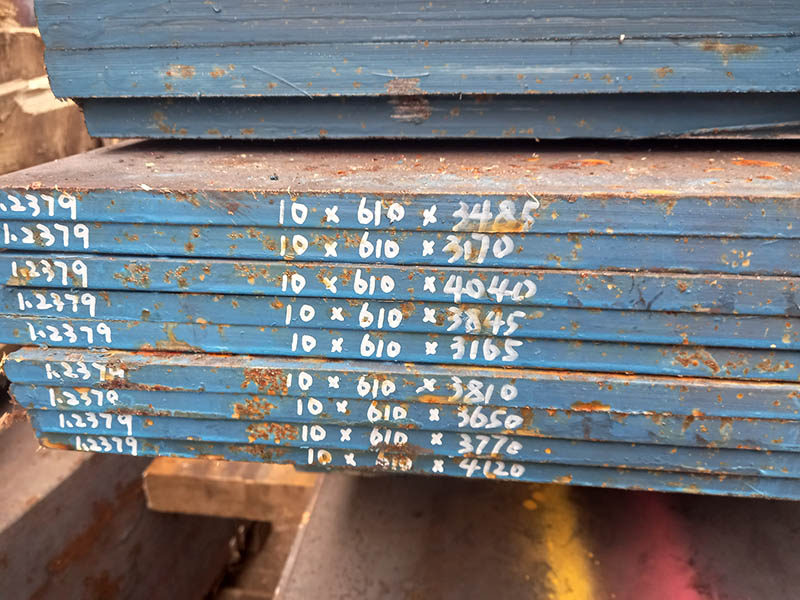 1.2379 10 × 610 × 3485
1.2379 10 × 610 × 3170
1.2379 10 × 610 × 4040
1.2379 10 × 610 × 3845
1.2379 10 × 610 × 3165
1.2379 10 × 610 × 3810
1.2379 10 × 610 × 3650
1.2379 10 × 610 × 3770
1.2379 10 × 610 × 4120